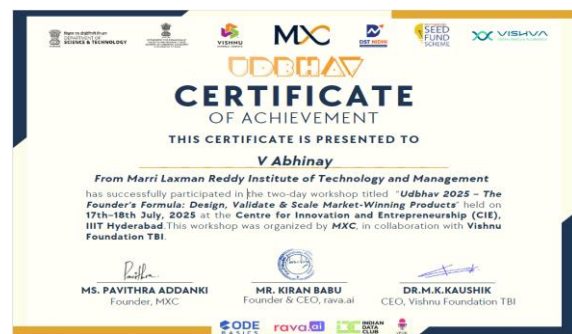 DEPARTMENT OF
SCIENCE & TECHNOLOGY
VISHNU
MXC
DST NIDHI
SEED
FUND
SCHEME
VISHVA
UDBHAV
CERTIFICATE
OF ACHIEVEMENT
THIS CERTIFICATE IS PRESENTED TO
V Abhinay
From Marri Laxman Reddy Institute of Technology and Management
has successfully participated in the two-day workshop titled "Udbhav 2025 – The
Founder's Formula: Design, Validate & Scale Market-Winning Products" held on
17th–18th July, 2025 at the Centre for Innovation and Entrepreneurship (CIE),
IIIT Hyderabad.This workshop was organized by MXC, in collaboration with Vishnu
Foundation TBI.
Pavithra
MS. PAVITHRA ADDANKI
Founder, MXC
MR. KIRAN BABU
Founder & CEO, rava.ai
DR.M.K.KAUSHIK
CEO, Vishnu Foundation TBI
CODE
BASICS
rava.ai
INDIAN
DATA
CLUB